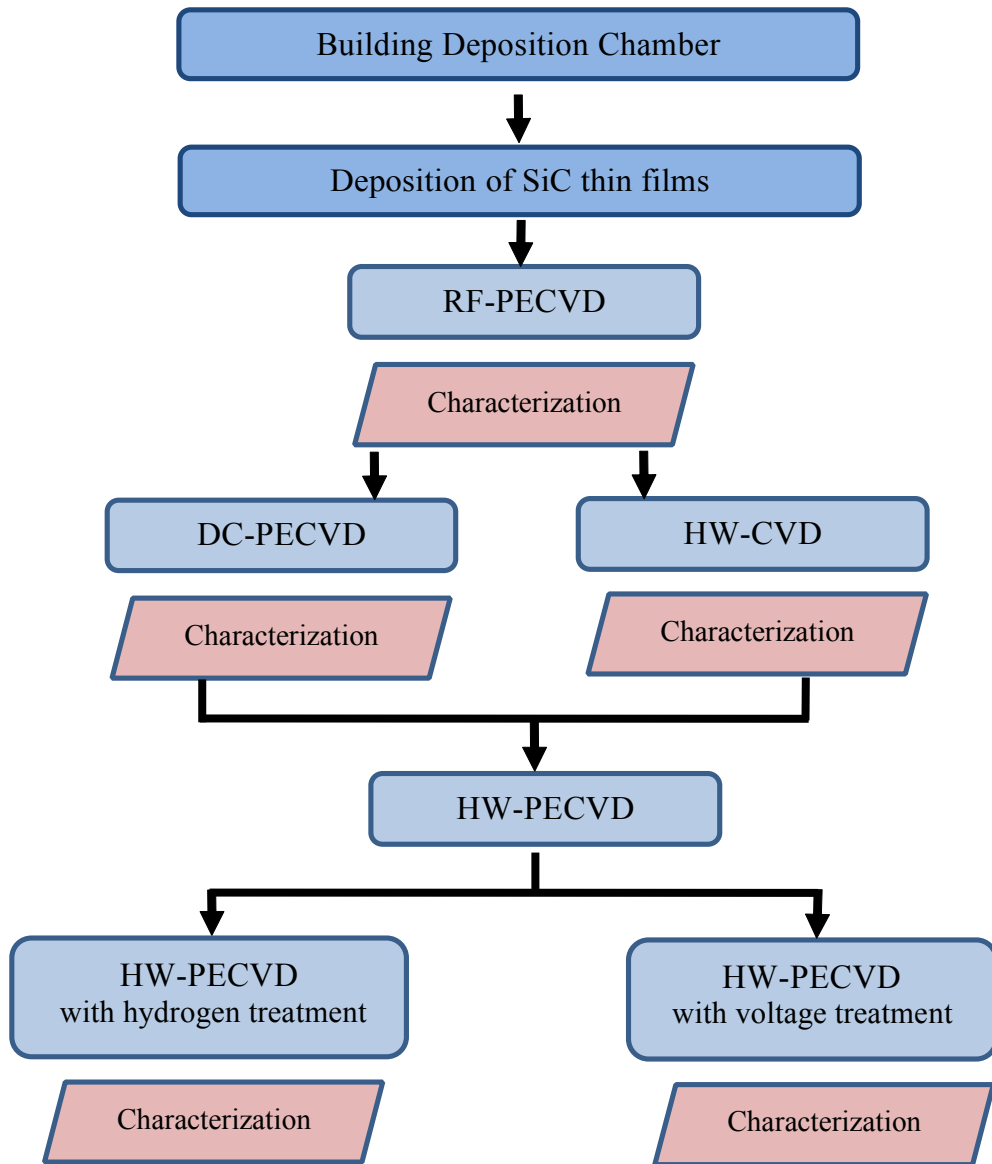 Building Deposition Chamber
Deposition of SiC thin films
RF-PECVD
Characterization
DC-PECVD
HW-CVD
Characterization
Characterization
HW-PECVD
HW-PECVD
with hydrogen treatment
HW-PECVD
with voltage treatment
Characterization
Characterization